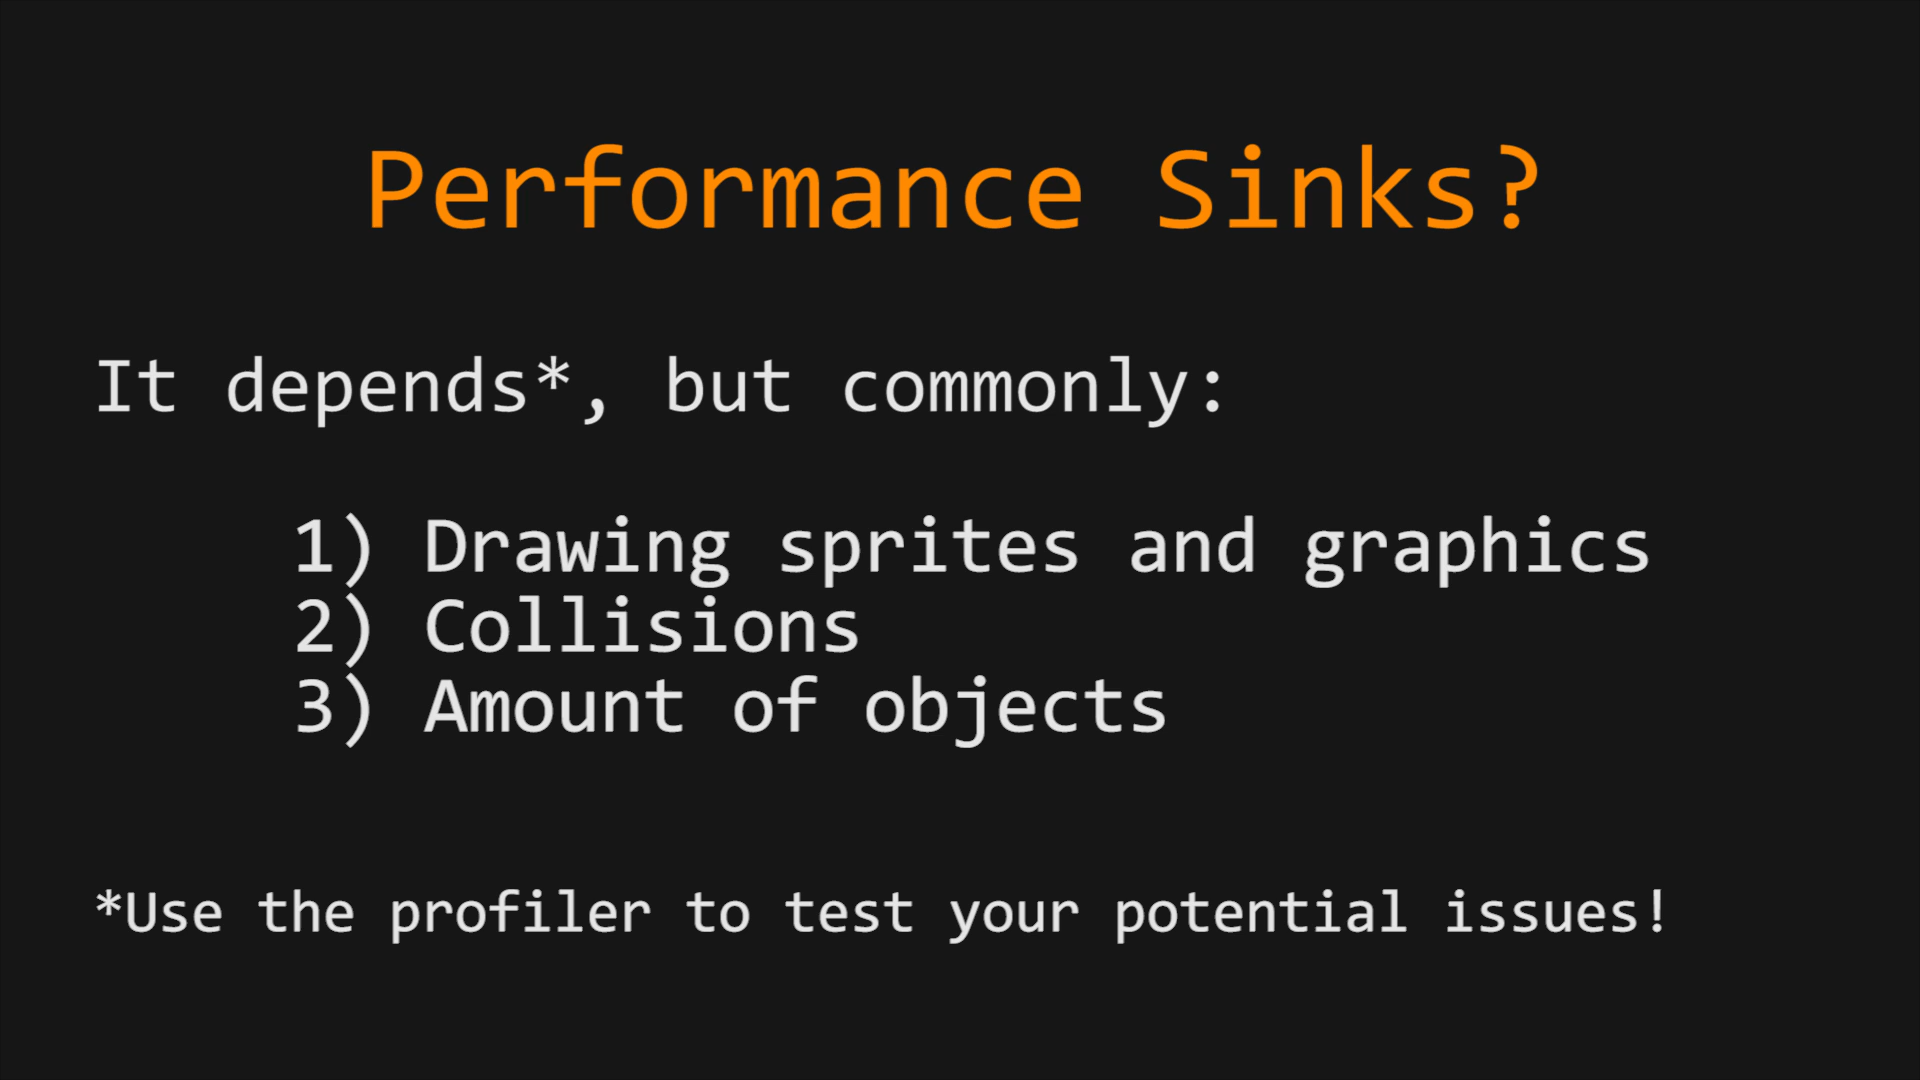 Performance Sinks?
It depends*, but commonly:
1) Drawing sprites and graphics
2) Collisions
3) Amount of objects
*Use the profiler to test your potential issues!